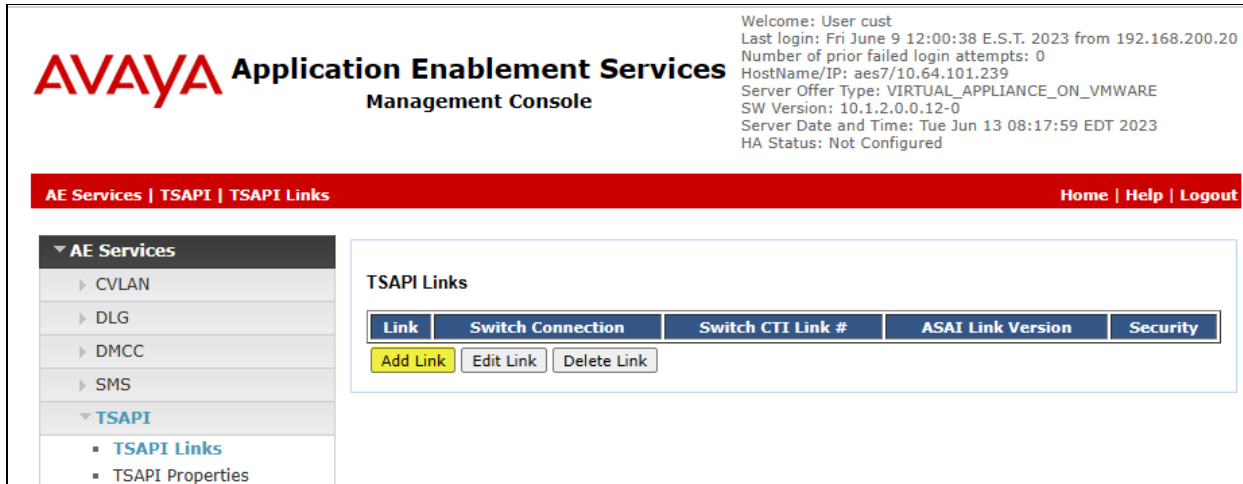 Welcome: User cust
Last login: Fri June 9 12:00:38 E.S.T. 2023 from 192.168.200.20
Number of prior failed login attempts: 0
HostName/IP: aes7/10.64.101.239
Server Offer Type: VIRTUAL_APPLIANCE_ON_VMWARE
SW Version: 10.1.2.0.0.12-0
Server Date and Time: Tue Jun 13 08:17:59 EDT 2023
HA Status: Not Configured
AVAYA Application Enablement Services
Management Console
AE Services | TSAPI | TSAPI Links Home | Help | Logout
AE Services
CVLAN
DLG
DMCC
SMS
TSAPI
TSAPI Links
TSAPI Properties
TSAPI Links
Link Switch Connection Switch CTI Link # ASAI Link Version Security
Add Link Edit Link Delete Link